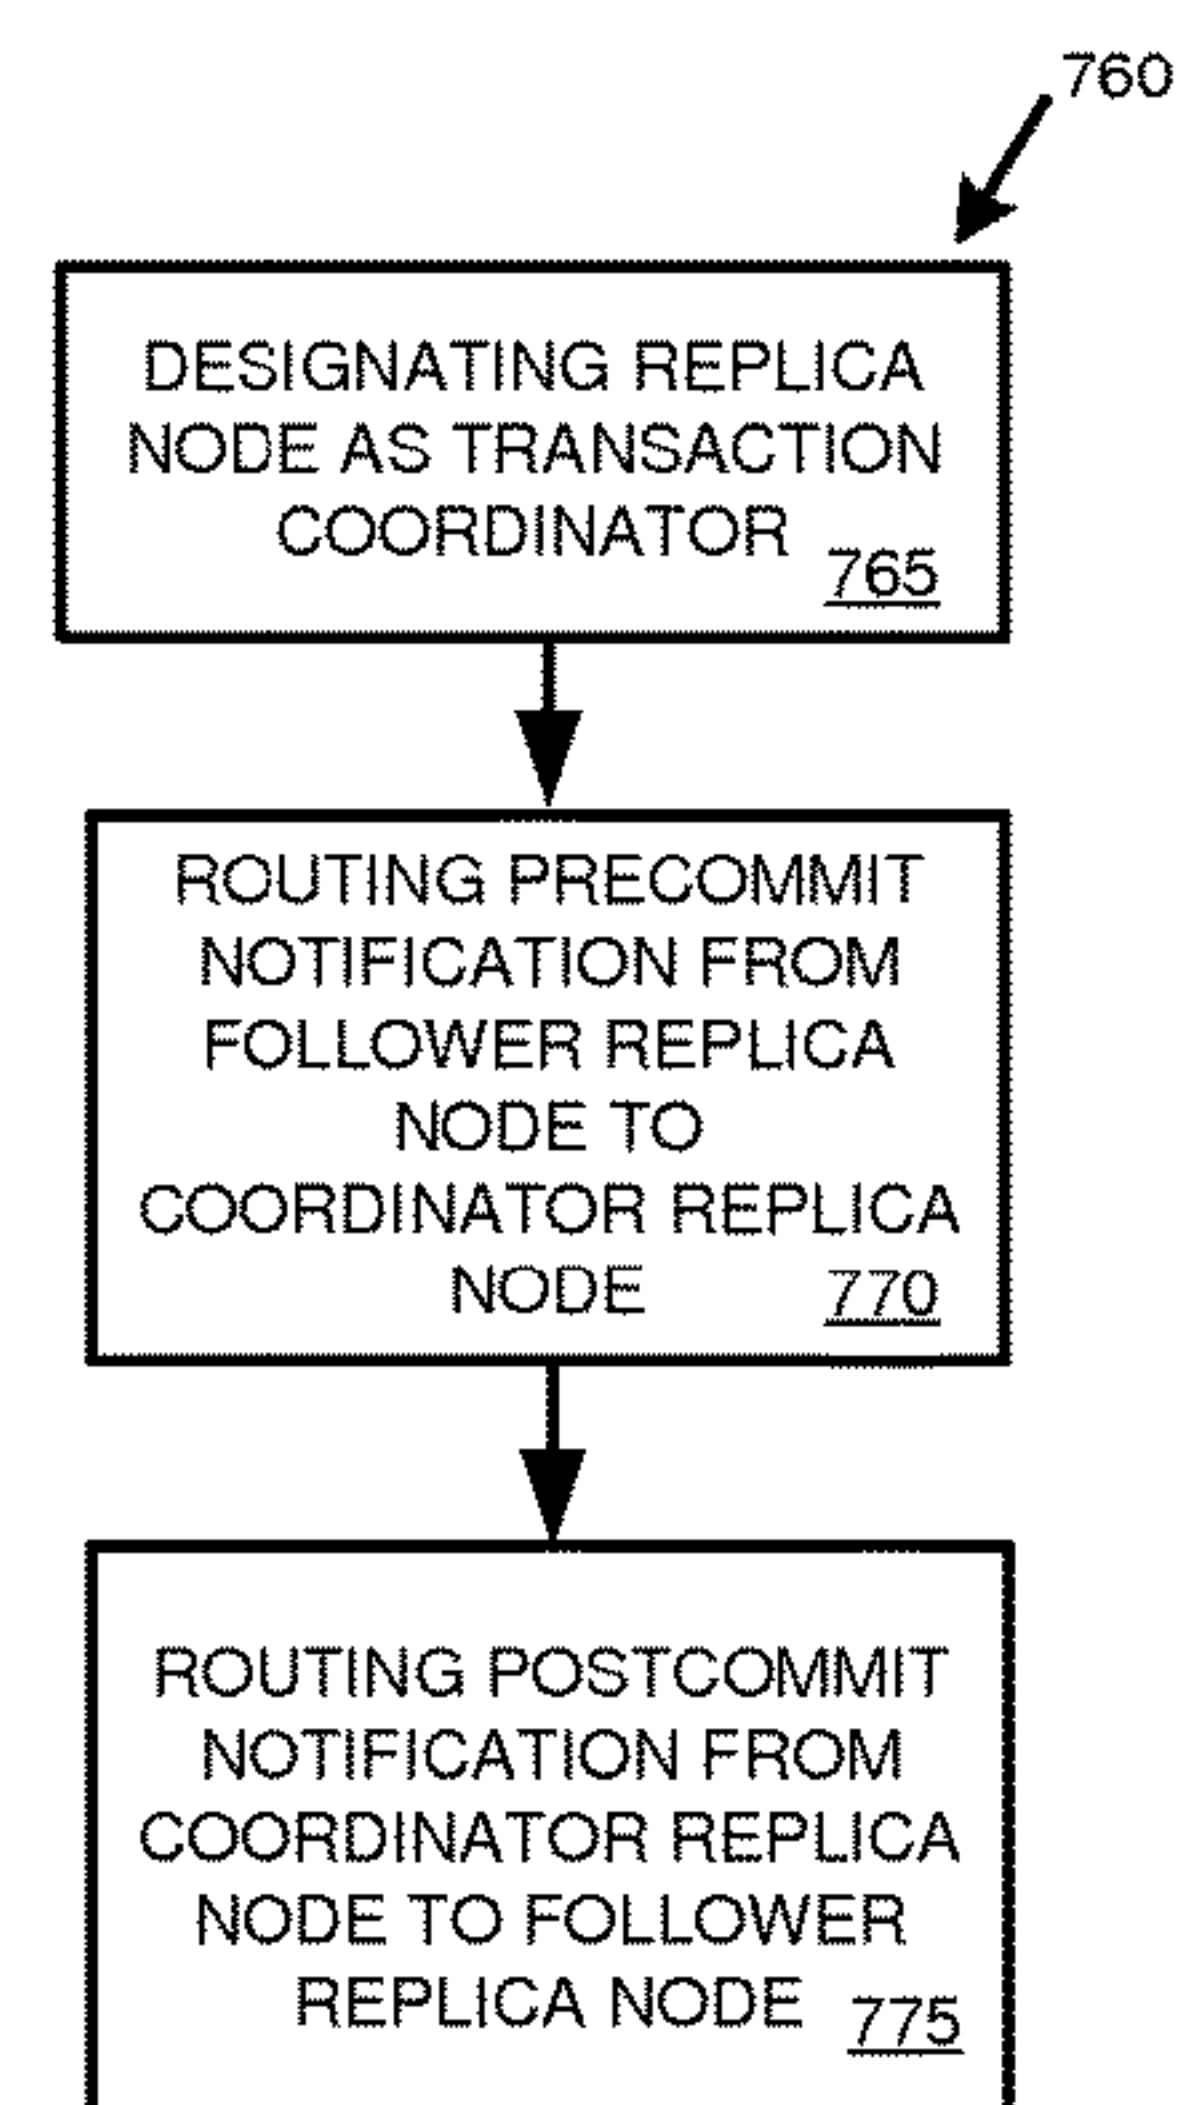 760
DESIGNATING REPLICA
NODE AS TRANSACTION
COORDINATOR
765
ROUTING PRECOMMIT
NOTIFICATION FROM
FOLLOWER REPLICA
NODE TO
COORDINATOR REPLICA
NODE
770
ROUTING POSTCOMMIT
NOTIFICATION FROM
COORDINATOR REPLICA
NODE TO FOLLOWER
REPLICA NODE
775